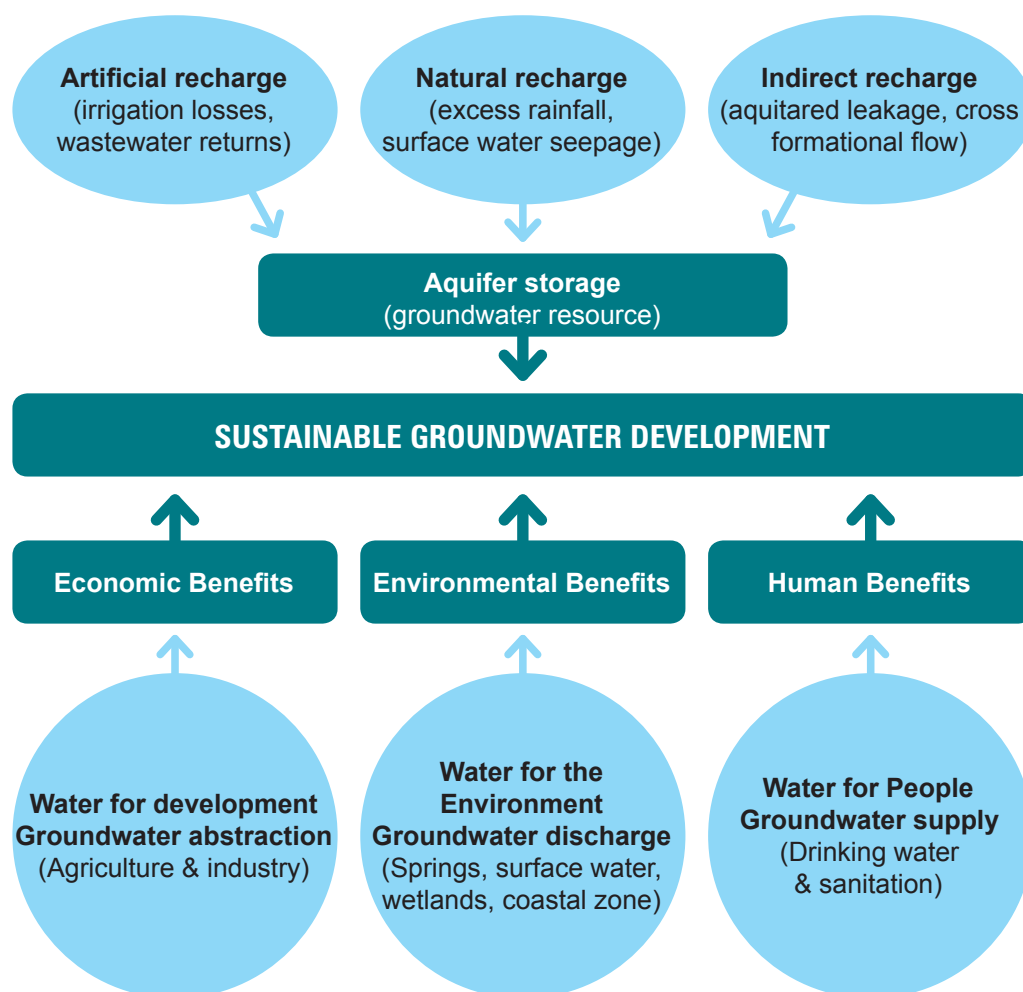 Artificial recharge
(irrigation losses,
wastewater returns)
Natural recharge
(excess rainfall,
surface water seepage)
Indirect recharge
(aquitared leakage, cross
formational flow)
Aquifer storage
(groundwater resource)
SUSTAINABLE GROUNDWATER DEVELOPMENT
Economic Benefits
Environmental Benefits
Human Benefits
Water for development
Groundwater abstraction
(Agriculture & industry)
Water for the
Environment
Groundwater discharge
(Springs, surface water,
wetlands, coastal zone)
Water for People
Groundwater supply
(Drinking water
& sanitation)